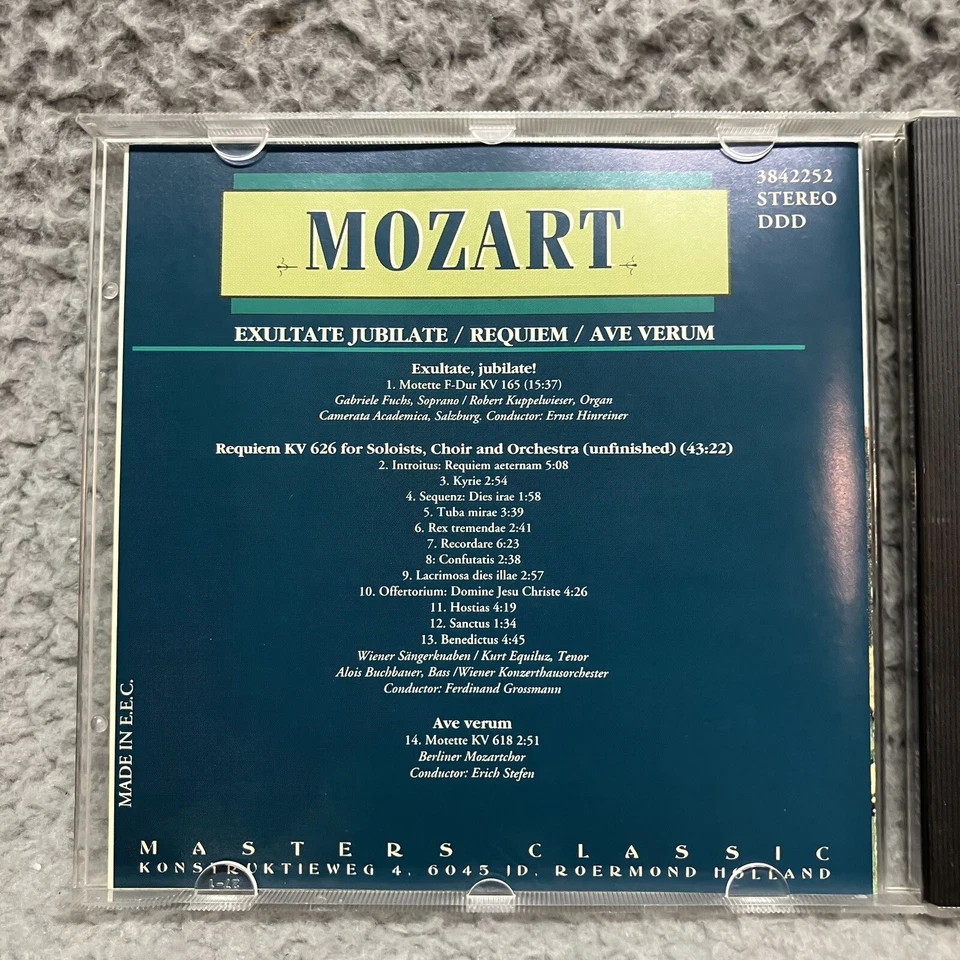 3842252
STEREO
DDD
MOZART
EXULTATE JUBILATE / REQUIEM / AVE VERUM
Exultate, jubilate!
1. Motette F-Dur KV 165 (15:37)
Gabriele Fuchs, Soprano / Robert Kuppelwieser, Organ
Camerata Academica, Salzburg. Conductor: Ernst Hinreiner
Requiem KV 626 for Soloists, Choir and Orchestra (unfinished) (43:22)
2. Introitus: Requiem aeternam 5:08
3. Kyrie 2:54
4. Sequenz: Dies irae 1:58
5. Tuba mirae 3:39
6. Rex tremendae 2:41
7. Recordare 6:23
8: Confutatis 2:38
9. Lacrimosa dies illae 2:57
10. Offertorium: Domine Jesu Christe 4:26
11. Hostias 4:19
12. Sanctus 1:34
13. Benedictus 4:45
Wiener Sängerknaben / Kurt Equiluz, Tenor
Alois Buchbauer, Bass /Wiener Konzerthausorchester
Conductor: Ferdinand Grossmann
Ave verum
14. Motette KV 618 2:51
Berliner Mozartchor
Conductor: Erich Stefen
MADE IN E.E.C.
MASTERS CLASSIC
KONSTRUKTIEWEG 4, 6045 JD, ROERMOND HOLLAND